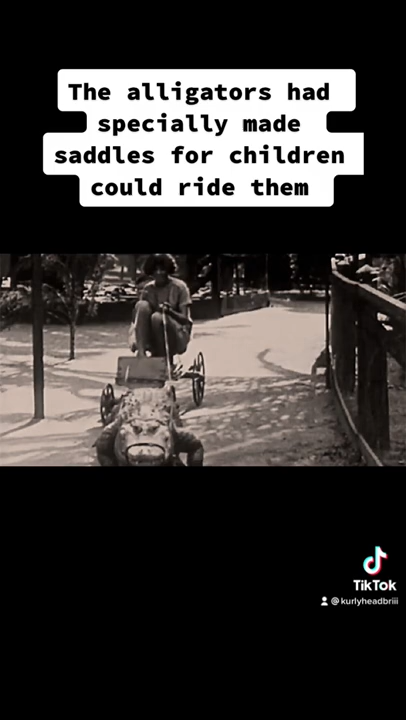 The alligators had
specially made
saddles for children
could ride them
TikTok
@kurlyheadbriii